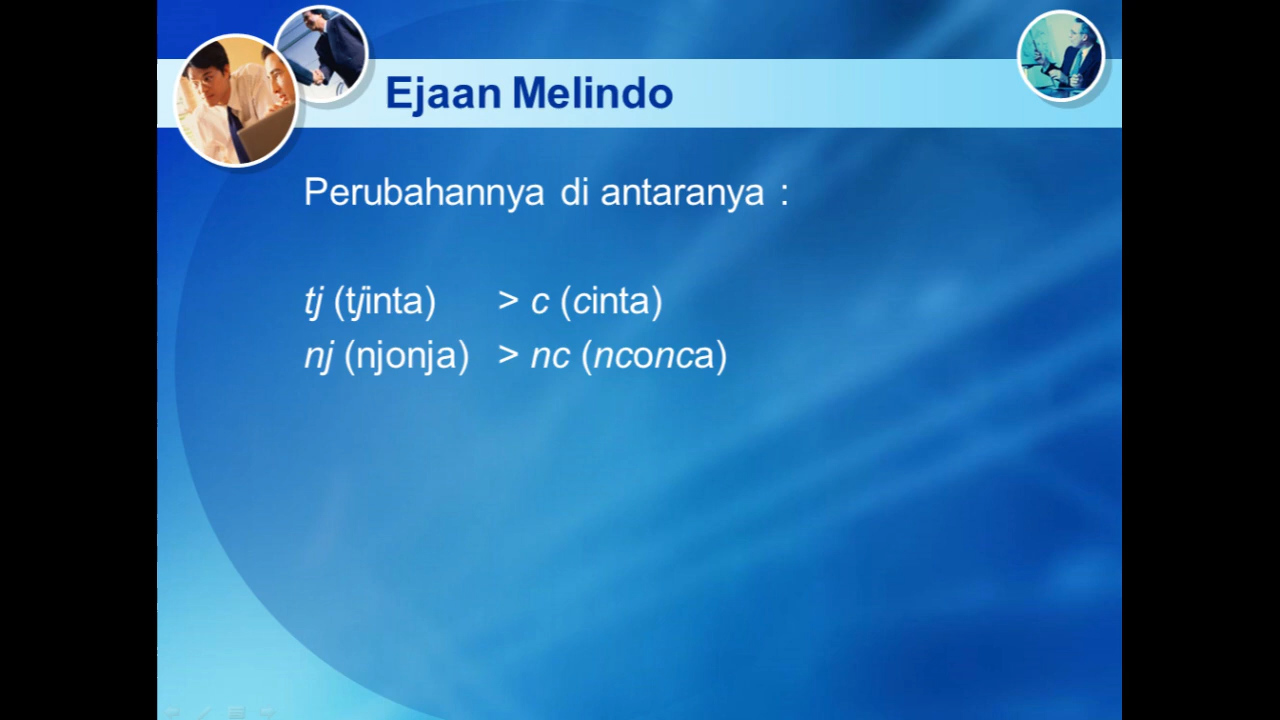 Ejaan Melindo
Perubahannya di antaranya :
tj (tjinta) > c (cinta)
nj (njonja) > nc (nconca)